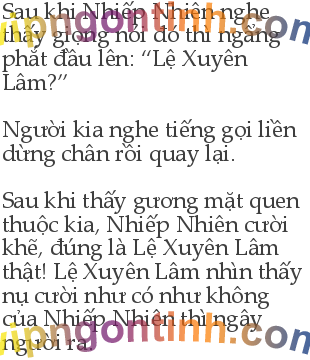 Sau khi Nhiếp Nhiên nghe
thấy giọng nói đó thì ngẩng
phắt đầu lên: “Lệ Xuyên
Lâm?”
Người kia nghe tiếng gọi liền
dừng chân rồi quay lại.
Sau khi thấy gương mặt quen
thuộc kia, Nhiếp Nhiên cười
khẽ, đúng là Lệ Xuyên Lâm
thật! Lệ Xuyên Lâm nhìn thấy
nụ cười như có như không
của Nhiếp Nhiên thì ngây
người ra.
vipngontinh.com
vipngontinh.com